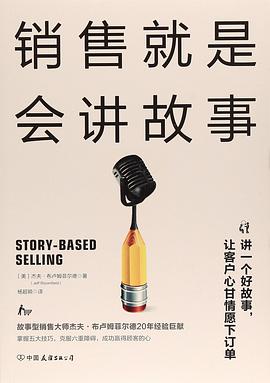 销售就是
会讲故事
STORY-BASED
SELLING
［美］杰夫·布卢姆菲尔德◎著
(Jeff Bloomfield)
杨超颖◎译
讲一个好故事，
让客户心甘情愿下订单
故事型销售大师杰夫·布卢姆菲尔德20年经验巨献
掌握五大技巧，克服六重障碍，成功赢得顾客的心
中国友谊出版公司